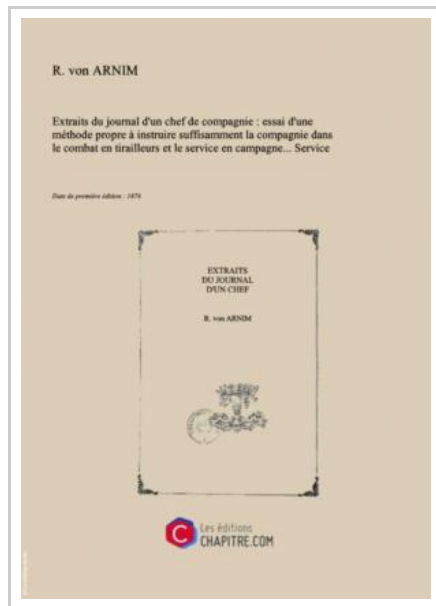 R. von ARNIM
Extraits du journal d'un chef de compagnie : essai d'une
méthode propre à instruire suffisamment la compagnie dans
le combat en tirailleurs et le service en campagne... Service
Date de première édition : 1876
EXTRAITS
DU JOURNAL
D'UN CHEF
R. von ARNIM
C
Les éditions
CHAPITRE.COM